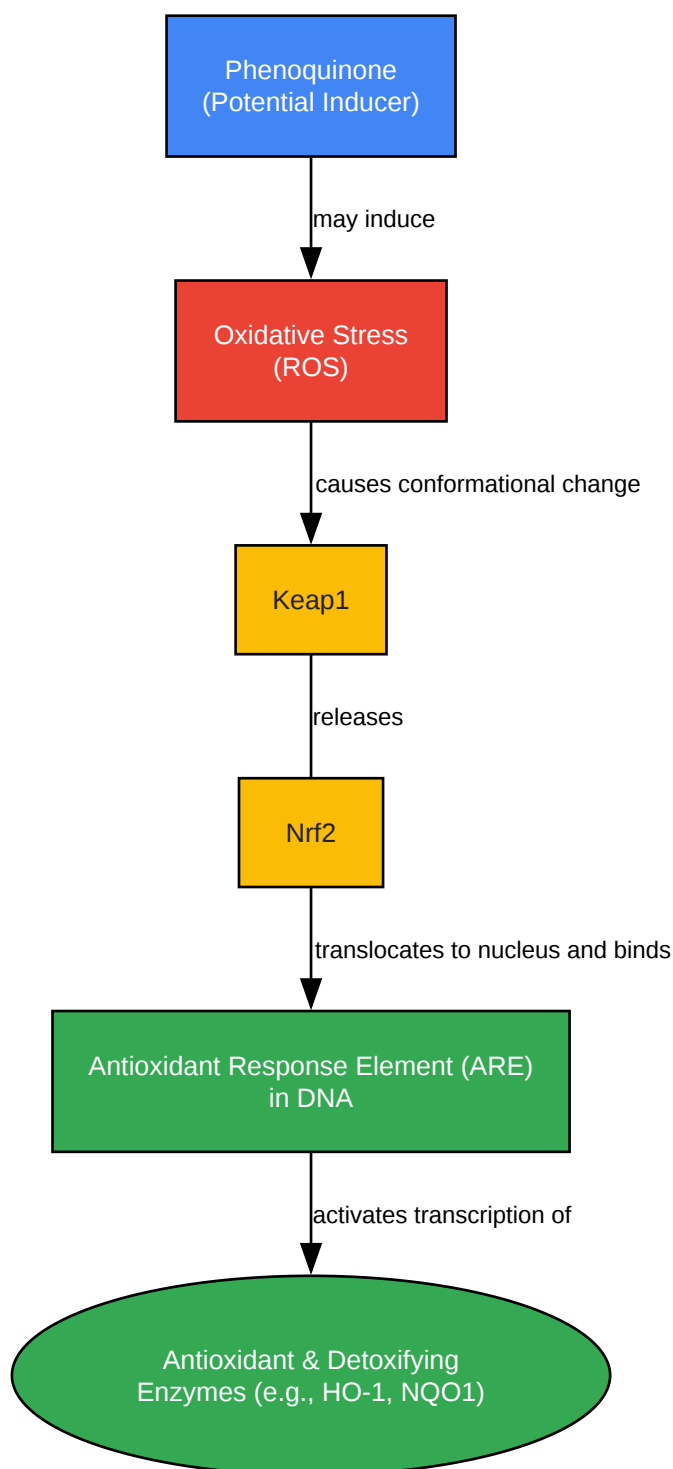 Phenoquinone
(Potential Inducer)
may induce
Oxidative Stress
(ROS)
causes conformational change
Keap1
releases
Nrf2
translocates to nucleus and binds
Antioxidant Response Element (ARE)
in DNA
activates transcription of
Antioxidant & Detoxifying
Enzymes (e.g., HO-1, NQO1)